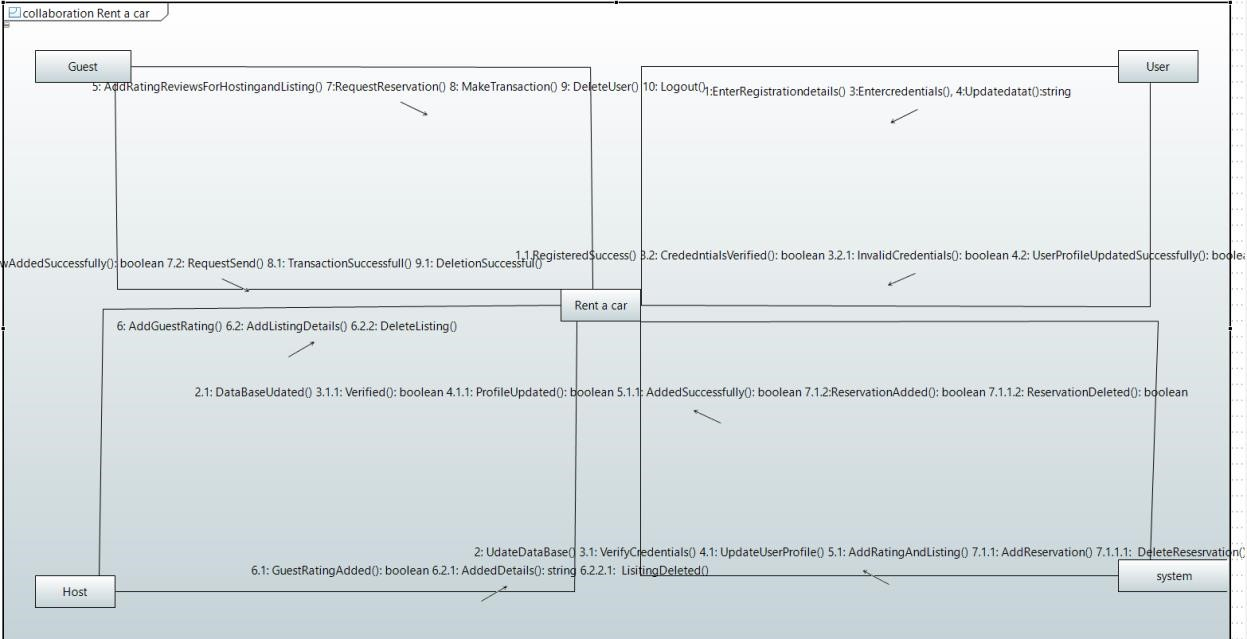 collaboration Rent a car
Guest
User
5: AddRatingReviewsForHostingandListing() 7:RequestReservation() 8: MakeTransaction() 9: DeleteUser() 10: Logout()
1:EnterRegistrationdetails() 3:Entercredentials(), 4:Updatedatat():string
1.1 RegisteredSuccess() 3.2: CrededntialsVerified(): boolean 3.2.1: InvalidCredentials(): boolean 4.2: UserProfileUpdatedSuccessfully(): boolea
wAddedSuccessfully(): boolean 7.2: RequestSend() 8.1: TransactionSuccessfull() 9.1: DeletionSuccessful()
Rent a car
6: AddGuestRating() 6.2: AddListingDetails() 6.2.2: DeleteListing()
2.1: DataBaseUdated() 3.1.1: Verified(): boolean 4.1.1: ProfileUpdated(): boolean 5.1.1: AddedSuccessfully(): boolean 7.1.2:ReservationAdded(): boolean 7.1.1.2: ReservationDeleted(): boolean
2: UdateDataBase() 3.1: VerifyCredentials() 4.1: UpdateUserProfile() 5.1: AddRatingAndListing() 7.1.1: AddReservation() 7.1.1.1: DeleteResesrvation()
6.1: GuestRatingAdded(): boolean 6.2.1: AddedDetails(): string 6.2.2.1: LisitingDeleted()
Host
system